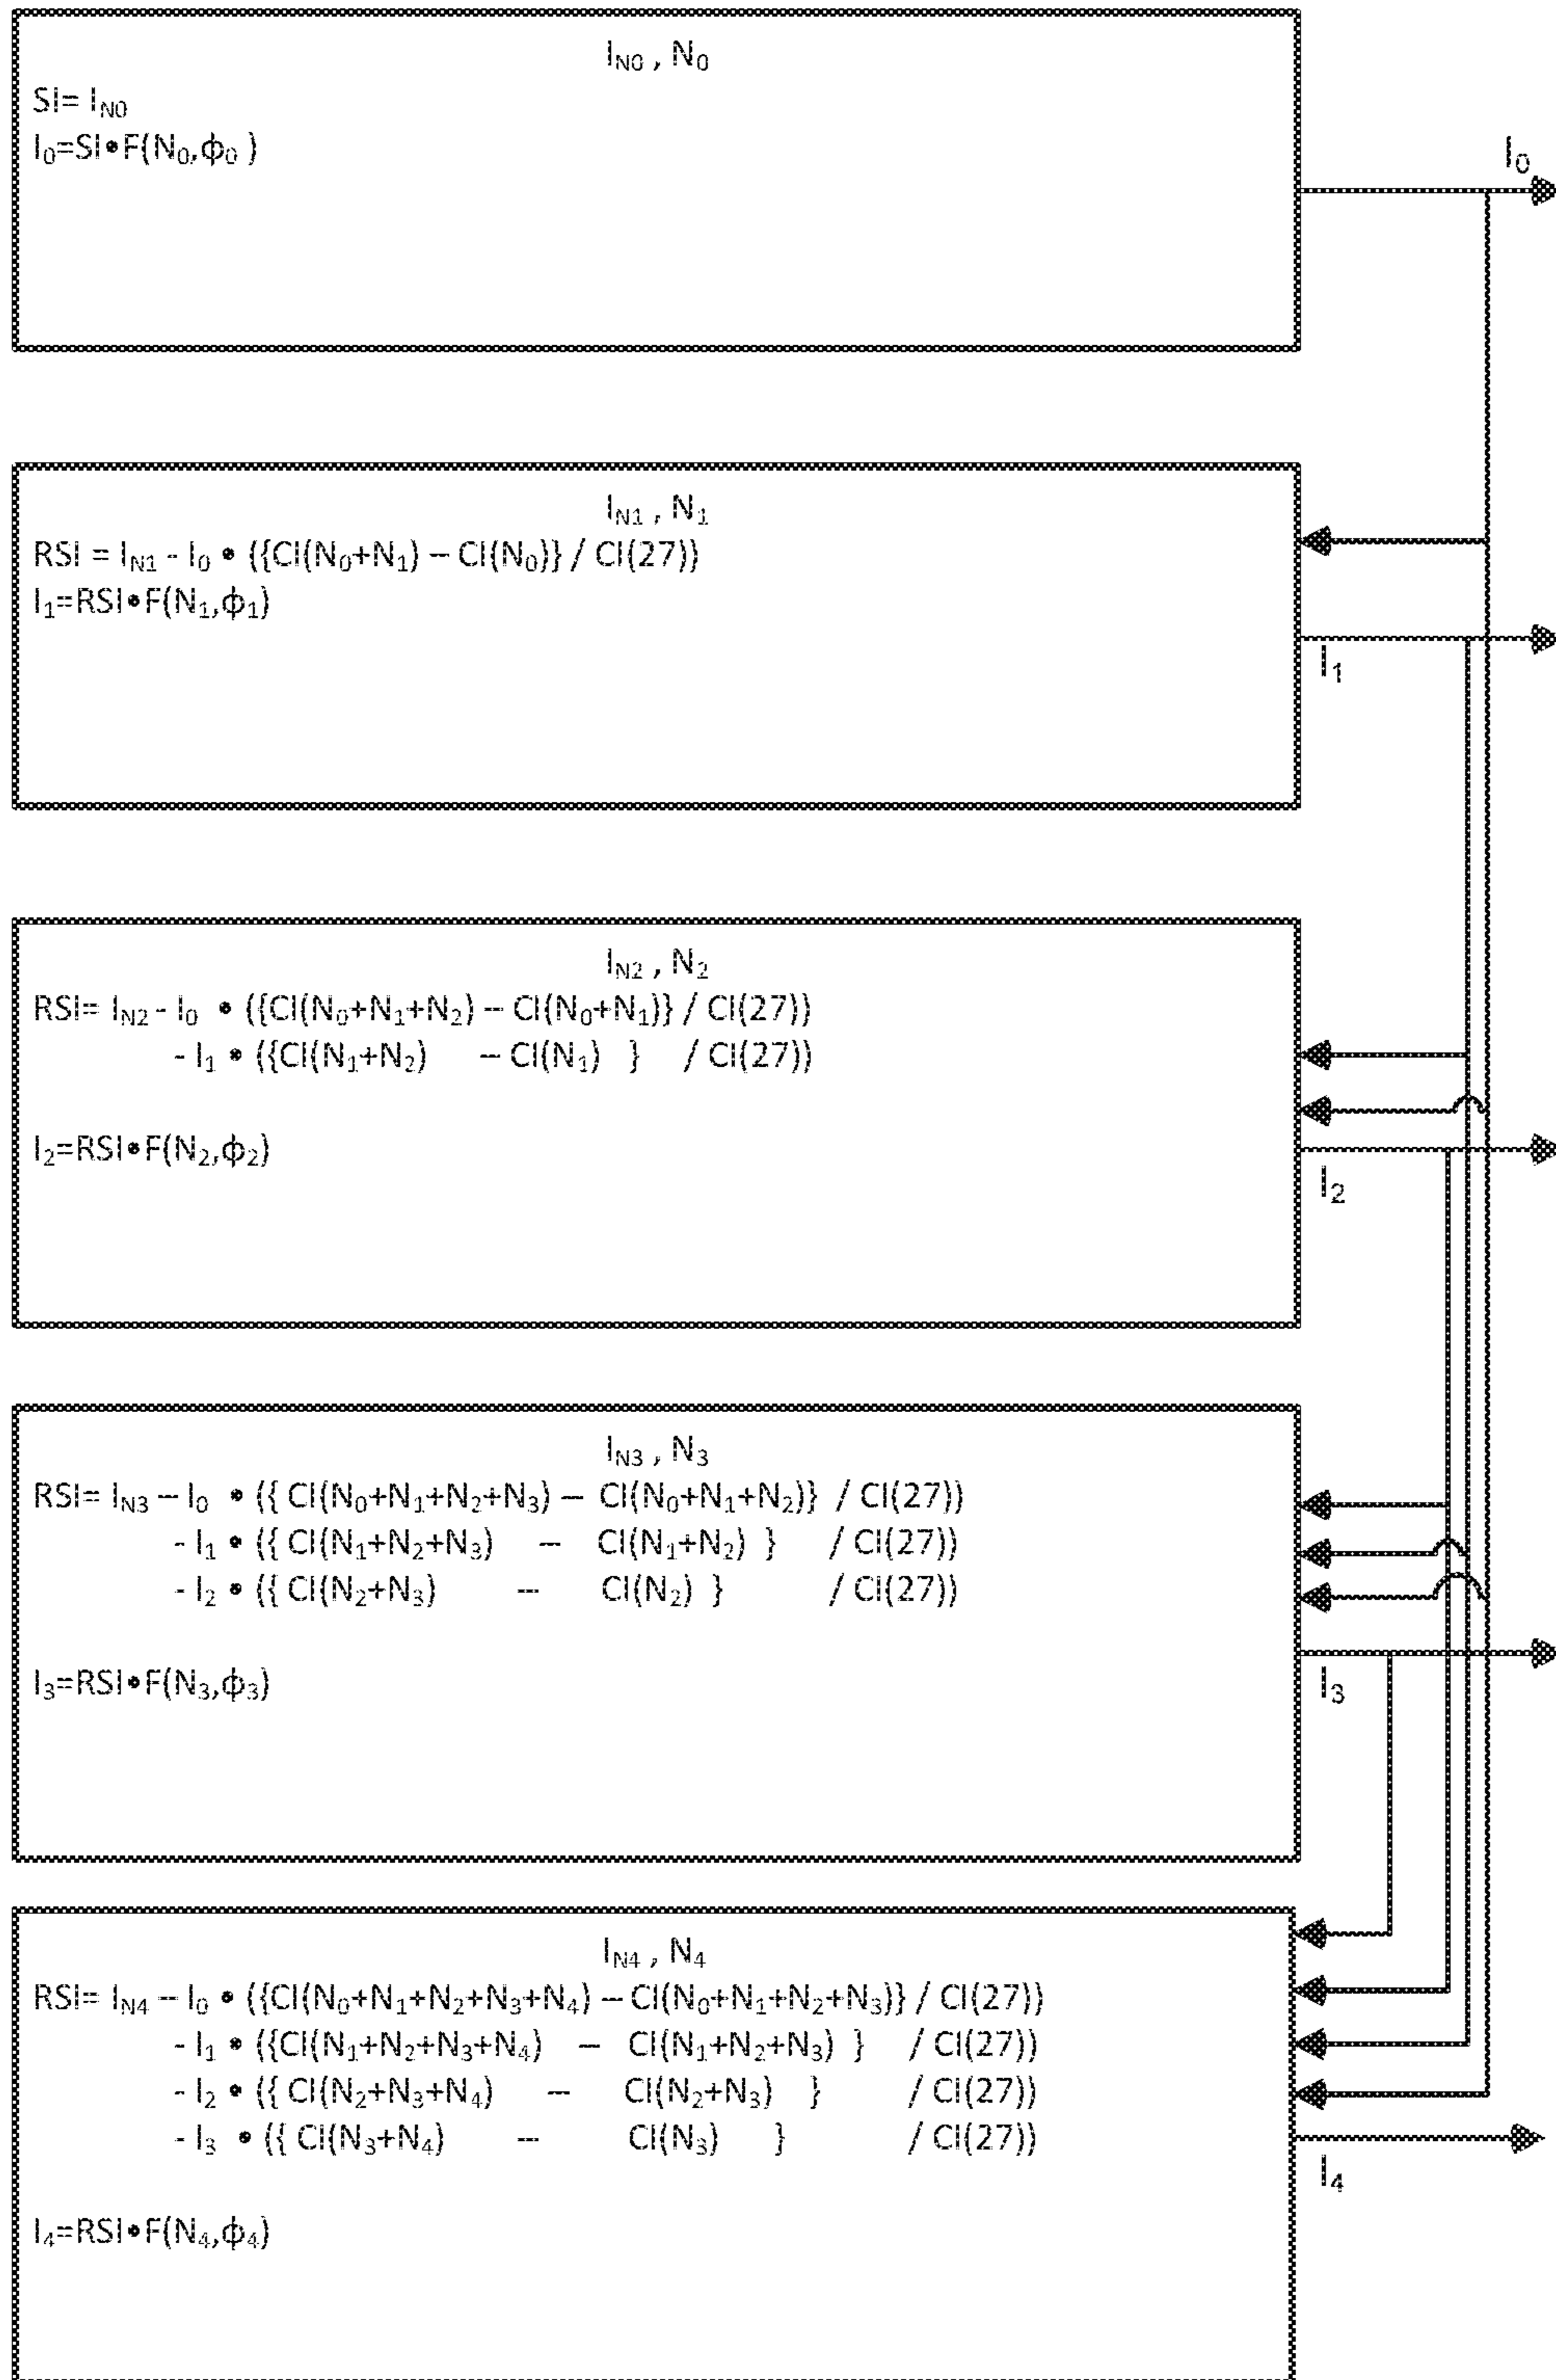 I_N0 , N_0
SI= I_N0
I_0=SI•F(N_0,ϕ_0 )
I_0
I_N1 , N_1
RSI = I_N1 - I_0 • ({CI(N_0+N_1) – CI(N_0)} / CI(27))
I_1=RSI•F(N_1,ϕ_1)
I_1
I_N2 , N_2
RSI= I_N2 - I_0 • ({CI(N_0+N_1+N_2) – CI(N_0+N_1)} / CI(27))
- I_1 • ({CI(N_1+N_2) – CI(N_1) } / CI(27))
I_2=RSI•F(N_2,ϕ_2)
I_2
I_N3 , N_3
RSI= I_N3 – I_0 • ({ CI(N_0+N_1+N_2+N_3) – CI(N_0+N_1+N_2)} / CI(27))
- I_1 • ({ CI(N_1+N_2+N_3) – CI(N_1+N_2) } / CI(27))
- I_2 • ({ CI(N_2+N_3) – CI(N_2) } / CI(27))
I_3=RSI•F(N_3,ϕ_3)
I_3
I_N4 , N_4
RSI= I_N4 – I_0 • ({CI(N_0+N_1+N_2+N_3+N_4) – CI(N_0+N_1+N_2+N_3)} / CI(27))
- I_1 • ({CI(N_1+N_2+N_3+N_4) – CI(N_1+N_2+N_3) } / CI(27))
- I_2 • ({ CI(N_2+N_3+N_4) – CI(N_2+N_3) } / CI(27))
- I_3 • ({ CI(N_3+N_4) – CI(N_3) } / CI(27))
I_4
I_4=RSI•F(N_4,ϕ_4)